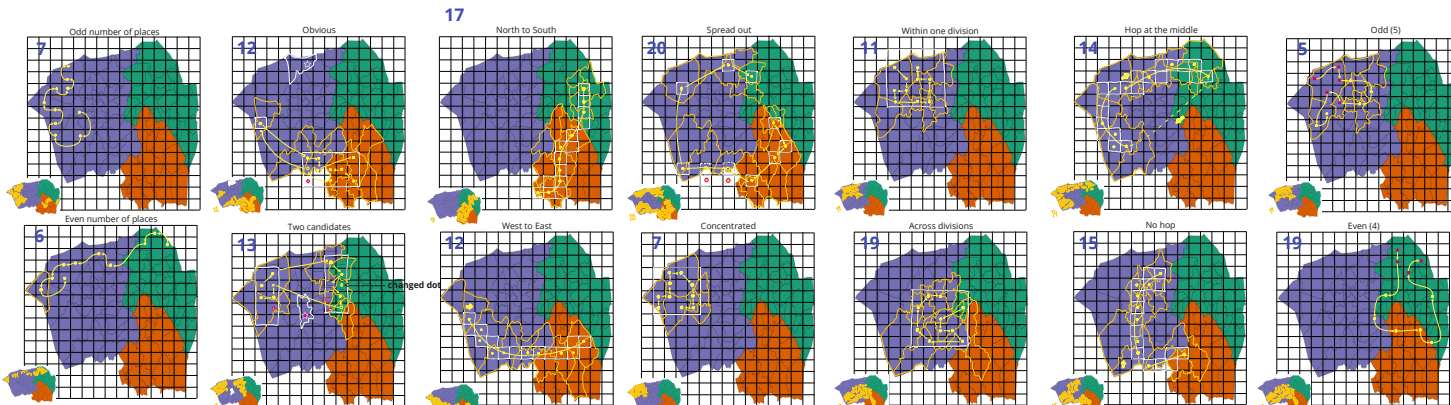 17
Odd number of places
7
Obvious
12
North to South
Spread out
20
Within one division
11
Hop at the middle
14
Odd (5)
5
Even number of places
6
Two candidates
13
changed dot
West to East
12
Concentrated
7
Across divisions
19
No hop
15
Even (4)
19